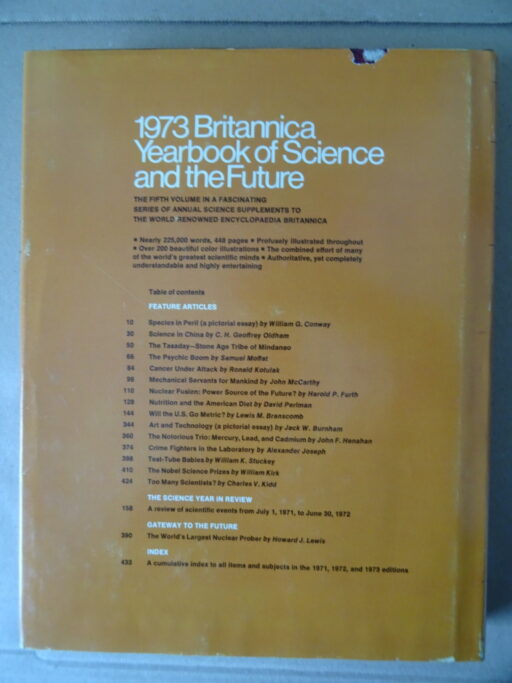 1973 Britannica
Yearbook of Science
and the Future
THE FIFTH VOLUME IN A FASCINATING
SERIES OF ANNUAL SCIENCE SUPPLEMENTS TO
THE WORLD RENOWNED ENCYCLOPAEDIA BRITANNICA
• Nearly 225,000 words, 448 pages • Profusely illustrated throughout
• Over 200 beautiful color illustrations • The combined effort of many
of the world's greatest scientific minds • Authoritative, yet completely
understandable and highly entertaining
Table of contents
FEATURE ARTICLES
10 Species in Peril (a pictorial essay) by William G. Conway
30 Science in China by C. H. Geoffrey Oldham
50 The Tasaday—Stone Age Tribe of Mindanao
66 The Psychic Boom by Samuel Moffat
84 Cancer Under Attack by Ronald Kotulak
98 Mechanical Servants for Mankind by John McCarthy
110 Nuclear Fusion: Power Source of the Future? by Harold P. Furth
128 Nutrition and the American Diet by David Perlman
144 Will the U.S. Go Metric? by Lewis M. Branscomb
344 Art and Technology (a pictorial essay) by Jack W. Burnham
360 The Notorious Trio: Mercury, Lead, and Cadmium by John F. Henahan
374 Crime Fighters in the Laboratory by Alexander Joseph
398 Test-Tube Babies by William K. Stuckey
410 The Nobel Science Prizes by William Kirk
424 Too Many Scientists? by Charles V. Kidd
THE SCIENCE YEAR IN REVIEW
158 A review of scientific events from July 1, 1971, to June 30, 1972
GATEWAY TO THE FUTURE
390 The World's Largest Nuclear Prober by Howard J. Lewis
INDEX
433 A cumulative index to all items and subjects in the 1971, 1972, and 1973 editions